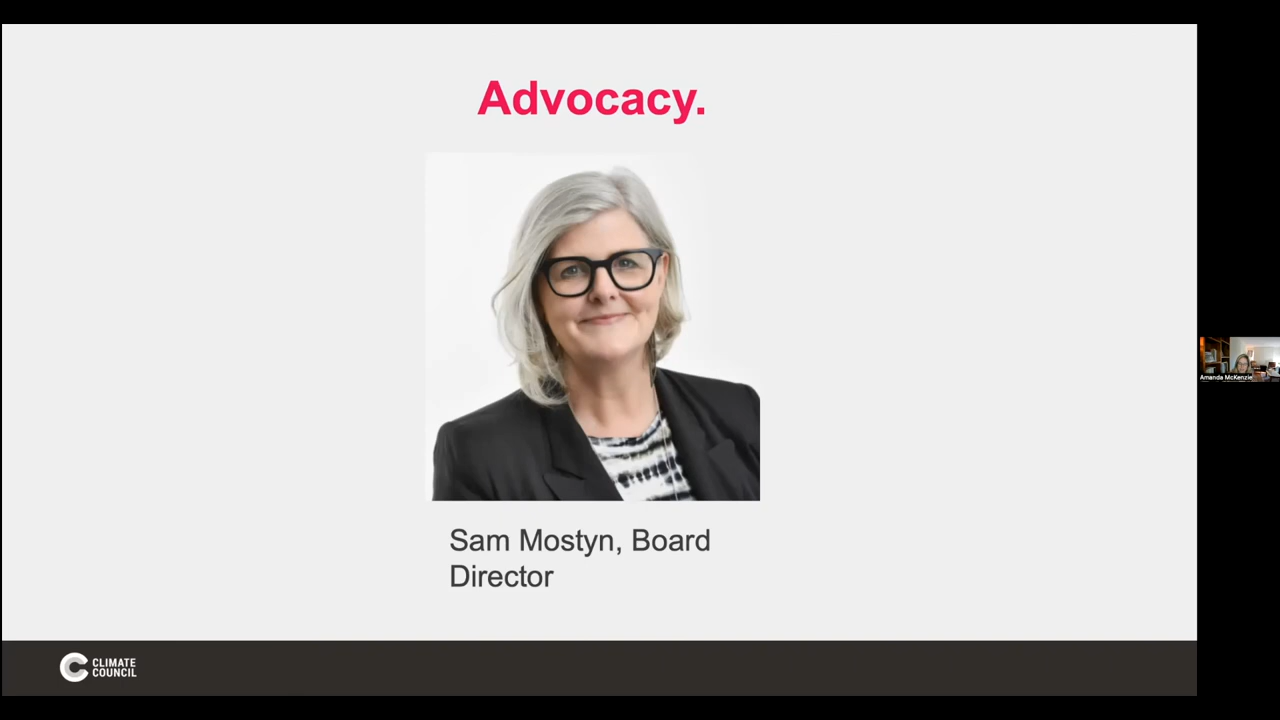 Advocacy.
Sam Mostyn, Board
Director
CLIMATE
COUNCIL
Amanda McKenzie